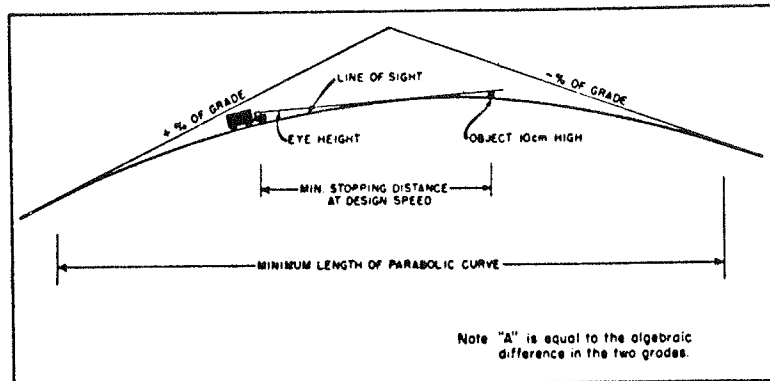 + % OF GRADE
LINE OF SIGHT
- % OF GRADE
EYE HEIGHT
OBJECT 10cm HIGH
MIN. STOPPING DISTANCE
AT DESIGN SPEED
MINIMUM LENGTH OF PARABOLIC CURVE
Note "A" is equal to the algebraic
difference in the two grades.